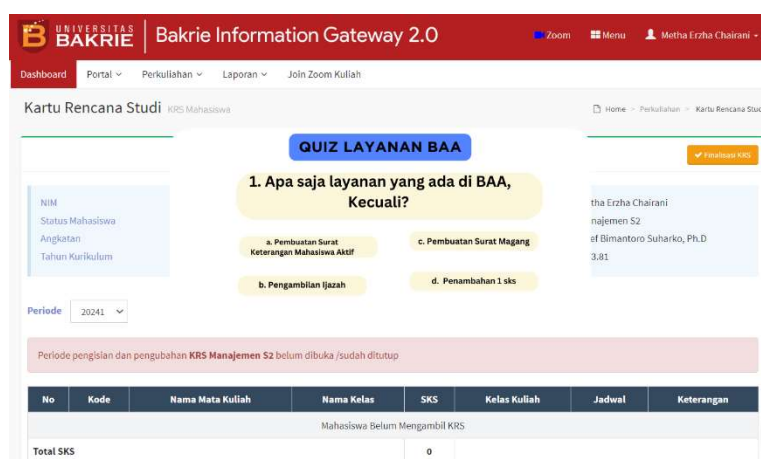 UNIVERSITAS
BAKRIE
Bakrie Information Gateway 2.0
Zoom
Menu
Metha Erzha Chairani
Dashboard Portal Perkuliahan Laporan Join Zoom Kuliah
Kartu Rencana Studi KRS Mahasiswa
Home > Perkuliahan > Kartu Rencana Stud
QUIZ LAYANAN BAA
Finalisasi KRS
1. Apa saja layanan yang ada di BAA,
Kecuali?
NIM
Status Mahasiswa
Angkatan
Tahun Kurikulum
a. Pembuatan Surat
Keterangan Mahasiswa Aktif
b. Pengambilan Ijazah
c. Pembuatan Surat Magang
d. Penambahan 1 sks
tha Erzha Chairani
najemen S2
ef Bimantoro Suharko, Ph.D
3.81
Periode 20241
Periode pengisian dan pengubahan KRS Manajemen S2 belum dibuka /sudah ditutup
No Kode Nama Mata Kuliah Nama Kelas SKS Kelas Kuliah Jadwal Keterangan
Mahasiswa Belum Mengambil KRS
Total SKS 0